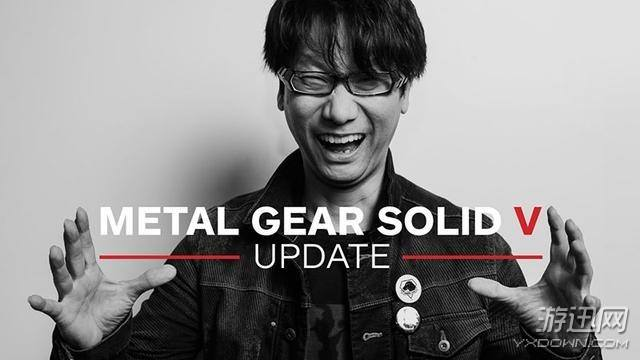 METAL GEAR SOLID V
UPDATE
游迅网
YXDOWN.COM